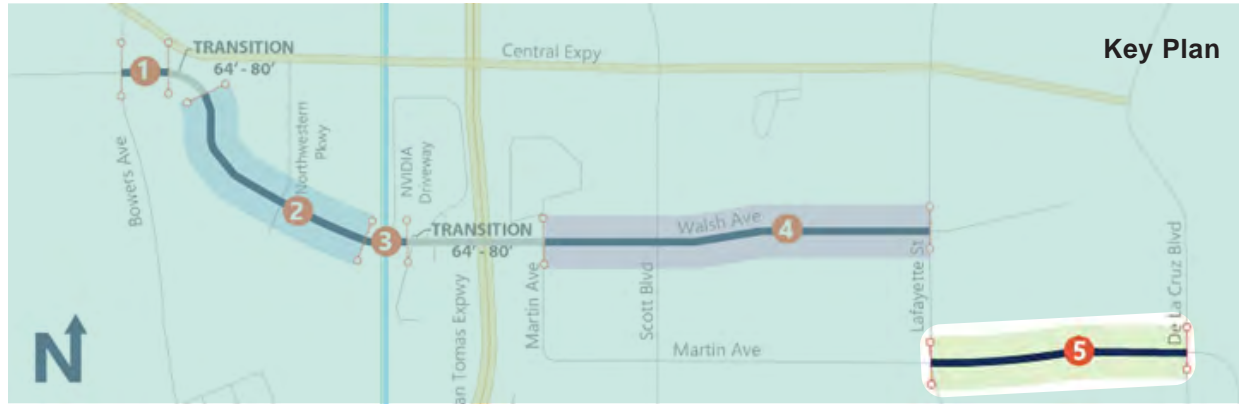 Key Plan
Central Expy
TRANSITION
64' - 80'
1
Bowers Ave
Northwestern
Pkwy
NVIDIA
Driveway
2
3
TRANSITION
64' - 80'
an Tomas Expwy
Martin Ave
Scott Blvd
Walsh Ave
4
Lafayette St
De La Cruz Blvd
Martin Ave
5
N